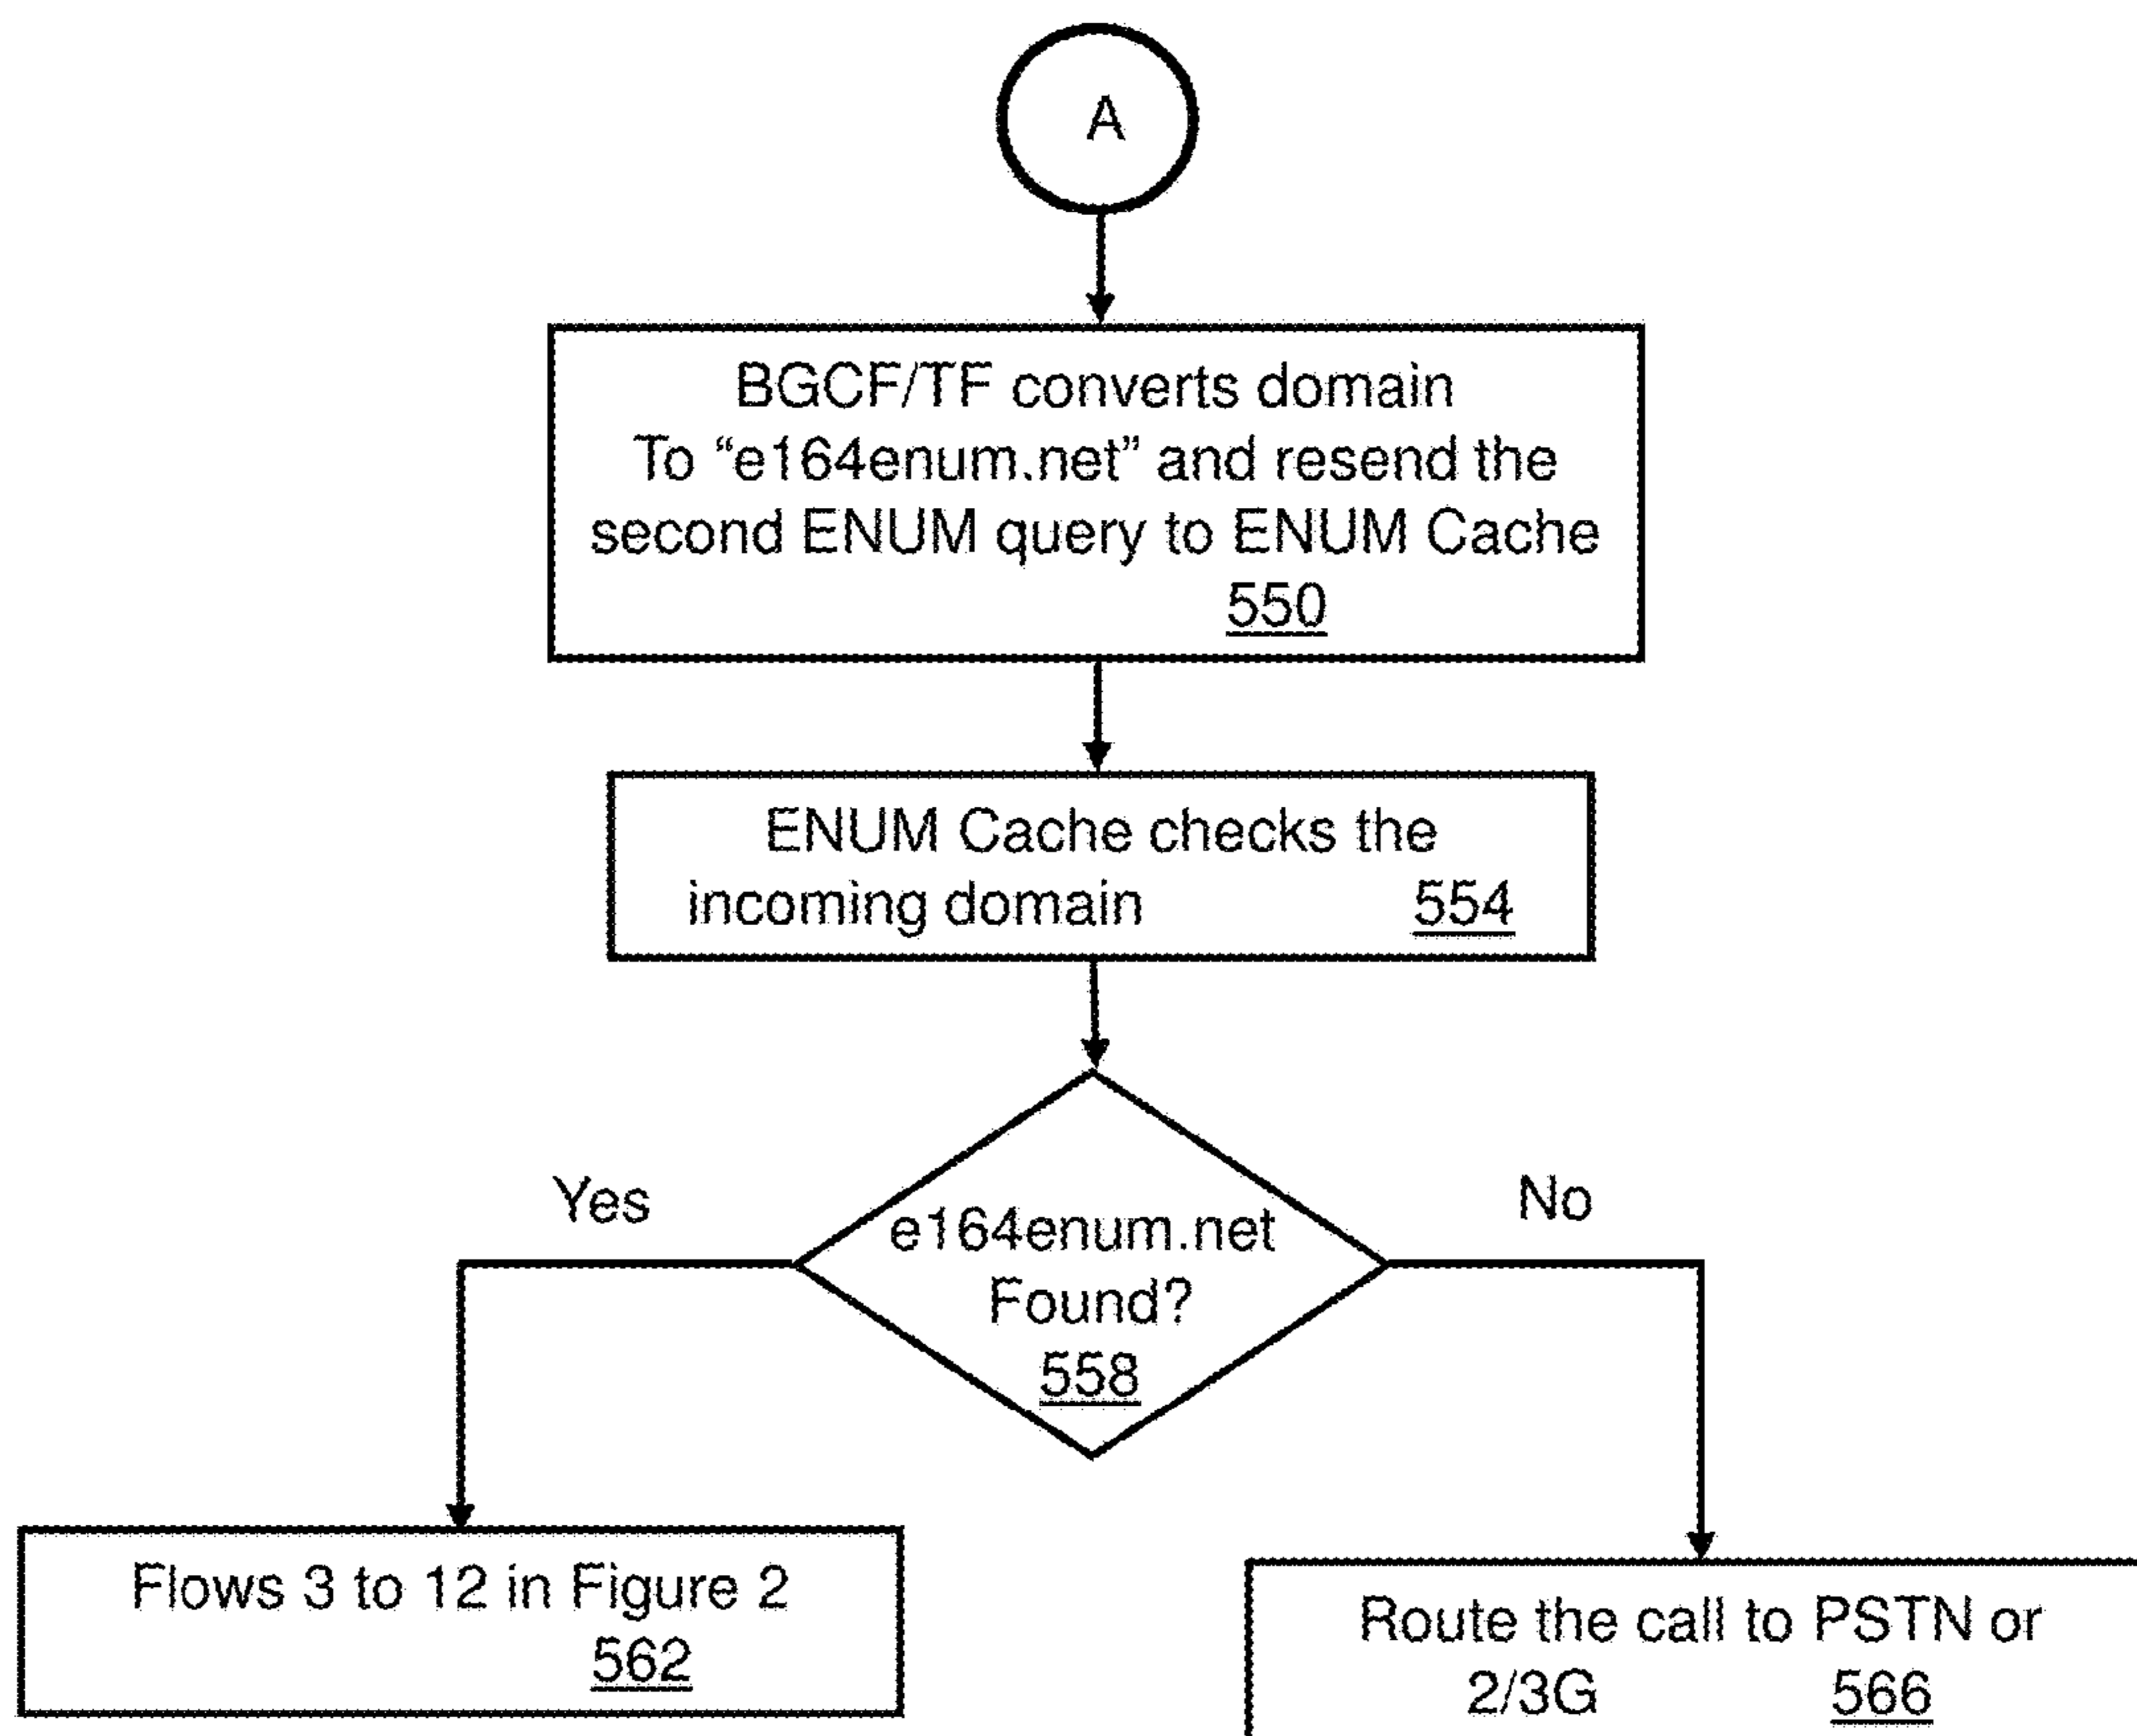 A
BGCF/TF converts domain
To “e164enum.net” and resend the
second ENUM query to ENUM Cache
550
ENUM Cache checks the
incoming domain 554
Yes
No
e164enum.net
Found?
558
Flows 3 to 12 in Figure 2
562
Route the call to PSTN or
2/3G 566